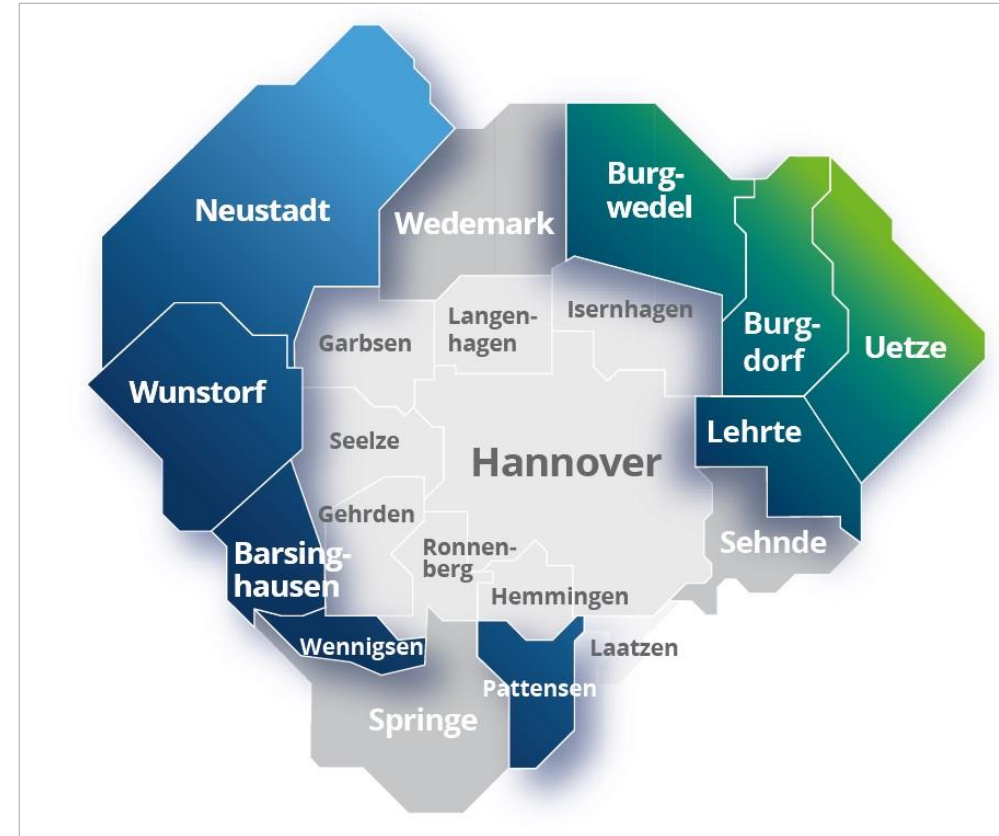 Burg-
wedel
Neustadt
Wedemark
Isernhagen
Langen-
hagen
Garbsen
Burg-
dorf
Uetze
Wunstorf
Lehrte
Seelze
Hannover
Gehrden
Sehnde
Ronnen-
berg
Barsing-
hausen
Hemmingen
Wennigsen
Laatzen
Pattensen
Springe